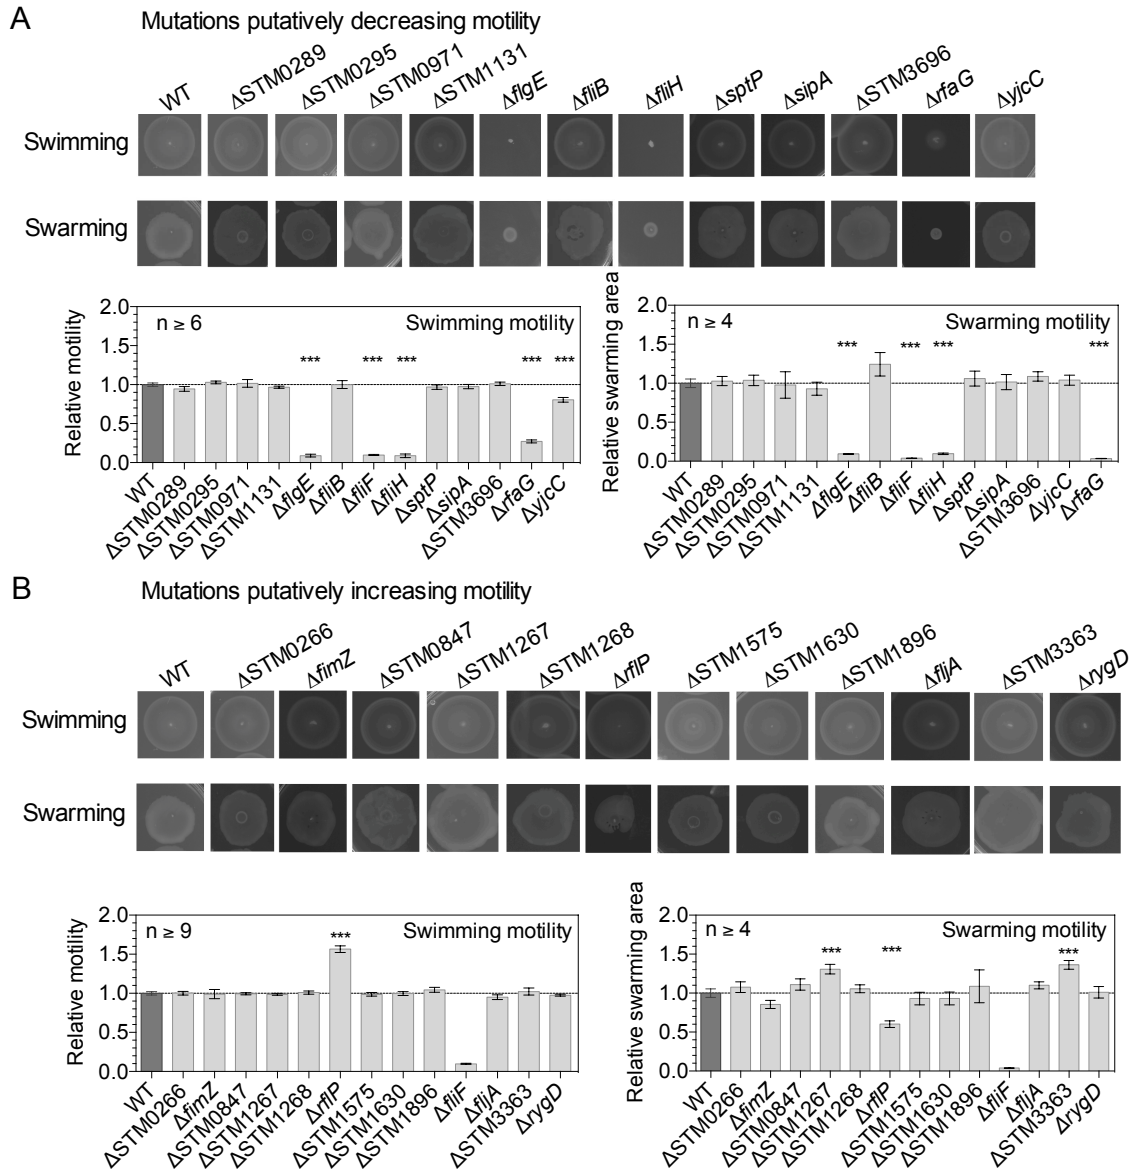 A
Mutations putatively decreasing motility
WT ΔSTM0289 ΔSTM0295 ΔSTM0971 ΔSTM1131 ΔflgE ΔfliB ΔfliH ΔsptP ΔsipA ΔSTM3696 ΔrfaG ΔyjcC
Swimming
Swarming
Relative motility
2.0
1.5
1.0
0.5
0.0
n ≥ 6
Swimming motility
*** *** *** *** ***
WT ΔSTM0289 ΔSTM0295 ΔSTM0971 ΔSTM1131 ΔflgE ΔfliB ΔfliF ΔfliH ΔsptP ΔsipA ΔSTM3696 ΔrfaG ΔyjcC
Relative swarming area
2.0
1.5
1.0
0.5
0.0
n ≥ 4
Swarming motility
*** *** *** ***
WT ΔSTM0289 ΔSTM0295 ΔSTM0971 ΔSTM1131 ΔflgE ΔfliB ΔfliF ΔfliH ΔsptP ΔsipA ΔSTM3696 ΔyjcC ΔrfaG
B
Mutations putatively increasing motility
WT ΔSTM0266 ΔfimZ ΔSTM0847 ΔSTM1267 ΔSTM1268 ΔrflP ΔSTM1575 ΔSTM1630 ΔSTM1896 ΔfljA ΔSTM3363 ΔrygD
Swimming
Swarming
Relative motility
2.0
1.5
1.0
0.5
0.0
n ≥ 9
Swimming motility
***
WT ΔSTM0266 ΔfimZ ΔSTM0847 ΔSTM1267 ΔSTM1268 ΔrflP ΔSTM1575 ΔSTM1630 ΔSTM1896 ΔfliF ΔfljA ΔSTM3363 ΔrygD
Relative swarming area
2.0
1.5
1.0
0.5
0.0
n ≥ 4
Swarming motility
*** *** ***
WT ΔSTM0266 ΔfimZ ΔSTM0847 ΔSTM1267 ΔSTM1268 ΔrflP ΔSTM1575 ΔSTM1630 ΔSTM1896 ΔfliF ΔfljA ΔSTM3363 ΔrygD